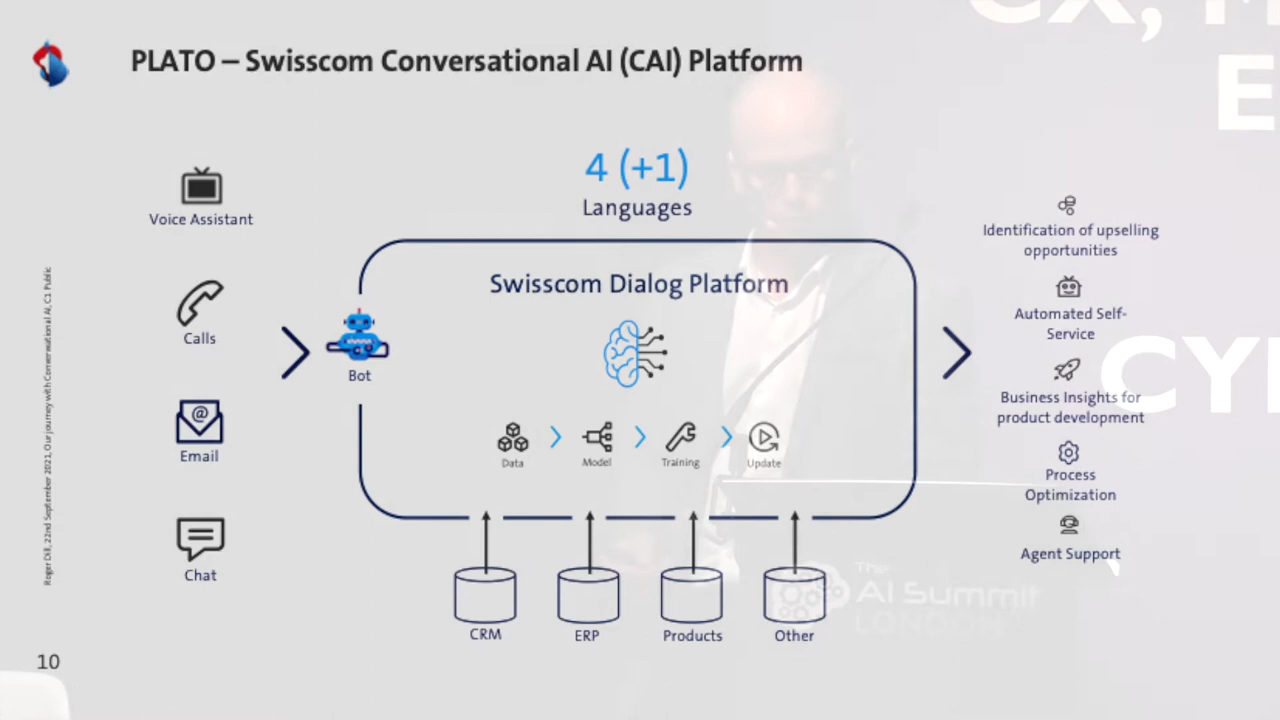 PLATO – Swisscom Conversational AI (CAI) Platform
CX,
E
4 (+1)
Languages
Voice Assistant
Calls
Email
Chat
Bot
Swisscom Dialog Platform
Data
Model
Training
Update
CRM
ERP
Products
Other
Identification of upselling
opportunities
Automated Self-
Service
CY
Business Insights for
product development
Process
Optimization
Agent Support
The
AI Summit
LONDON
Roger Dill, 22nd September 2021, Our journey with Conversational AI, C1 Public
10